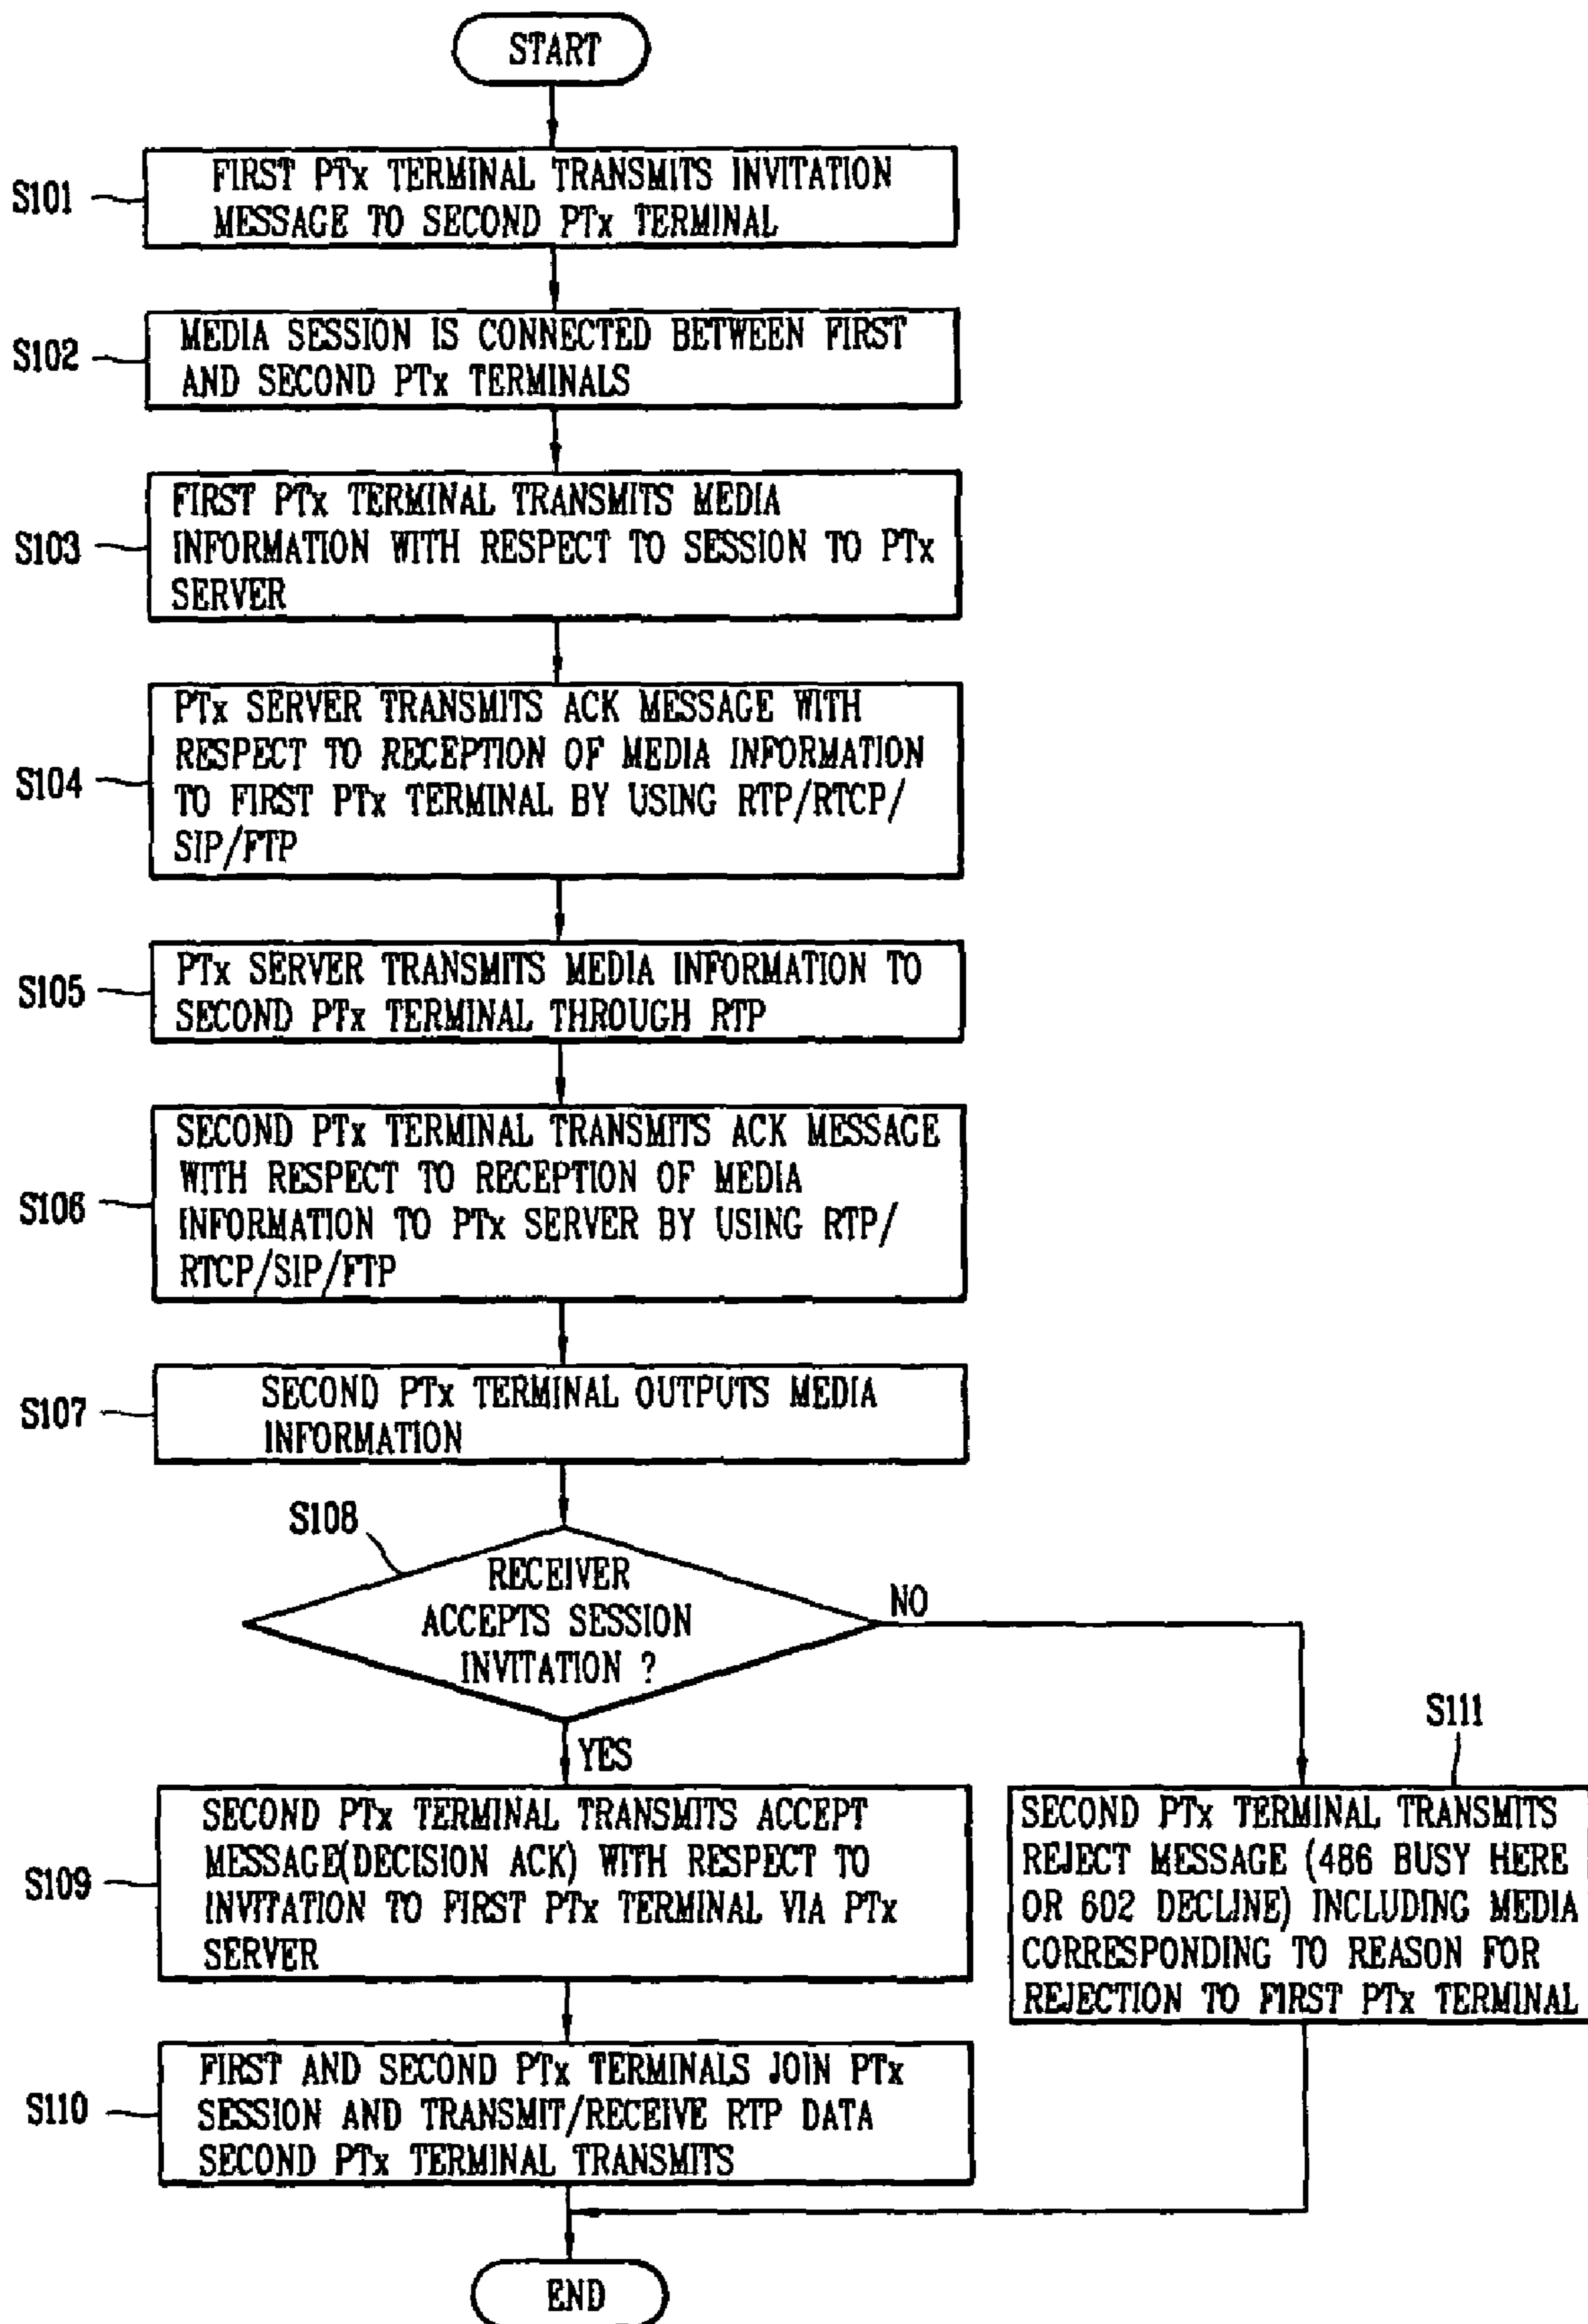 START
S101
FIRST PTx TERMINAL TRANSMITS INVITATION
MESSAGE TO SECOND PTx TERMINAL
S102
MEDIA SESSION IS CONNECTED BETWEEN FIRST
AND SECOND PTx TERMINALS
S103
FIRST PTx TERMINAL TRANSMITS MEDIA
INFORMATION WITH RESPECT TO SESSION TO PTx
SERVER
S104
PTx SERVER TRANSMITS ACK MESSAGE WITH
RESPECT TO RECEPTION OF MEDIA INFORMATION
TO FIRST PTx TERMINAL BY USING RTP/RTCP/
SIP/FTP
S105
PTx SERVER TRANSMITS MEDIA INFORMATION TO
SECOND PTx TERMINAL THROUGH RTP
S106
SECOND PTx TERMINAL TRANSMITS ACK MESSAGE
WITH RESPECT TO RECEPTION OF MEDIA
INFORMATION TO PTx SERVER BY USING RTP/
RTCP/SIP/FTP
S107
SECOND PTx TERMINAL OUTPUTS MEDIA
INFORMATION
S108
RECEIVER
ACCEPTS SESSION
INVITATION ?
NO
YES
S109
SECOND PTx TERMINAL TRANSMITS ACCEPT
MESSAGE(DECISION ACK) WITH RESPECT TO
INVITATION TO FIRST PTx TERMINAL VIA PTx
SERVER
S111
SECOND PTx TERMINAL TRANSMITS
REJECT MESSAGE (486 BUSY HERE
OR 602 DECLINE) INCLUDING MEDIA
CORRESPONDING TO REASON FOR
REJECTION TO FIRST PTx TERMINAL
S110
FIRST AND SECOND PTx TERMINALS JOIN PTx
SESSION AND TRANSMIT/RECEIVE RTP DATA
SECOND PTx TERMINAL TRANSMITS
END